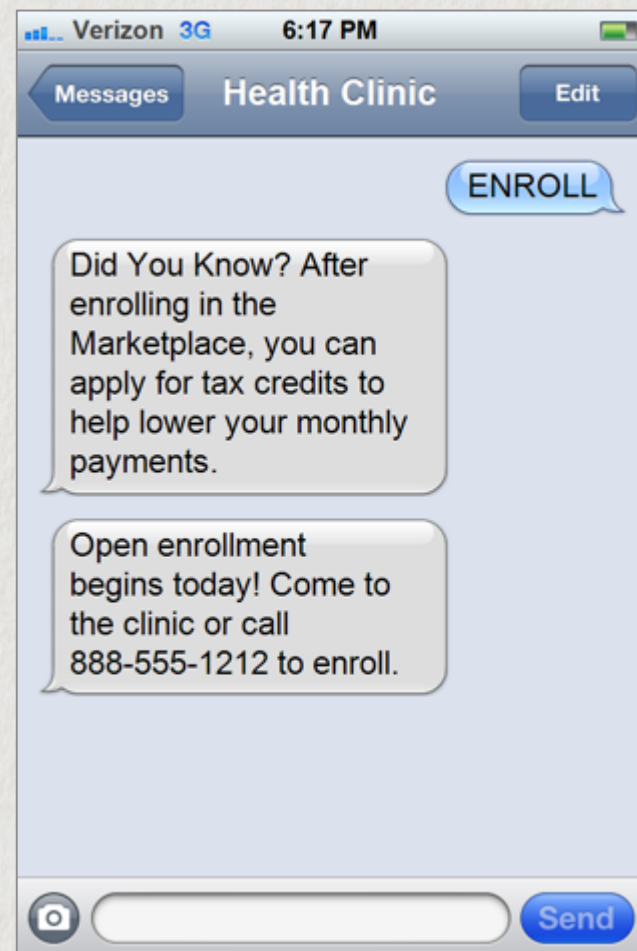 Verizon 3G 6:17 PM
Messages Health Clinic Edit
ENROLL
Did You Know? After
enrolling in the
Marketplace, you can
apply for tax credits to
help lower your monthly
payments.
Open enrollment
begins today! Come to
the clinic or call
888-555-1212 to enroll.
Send